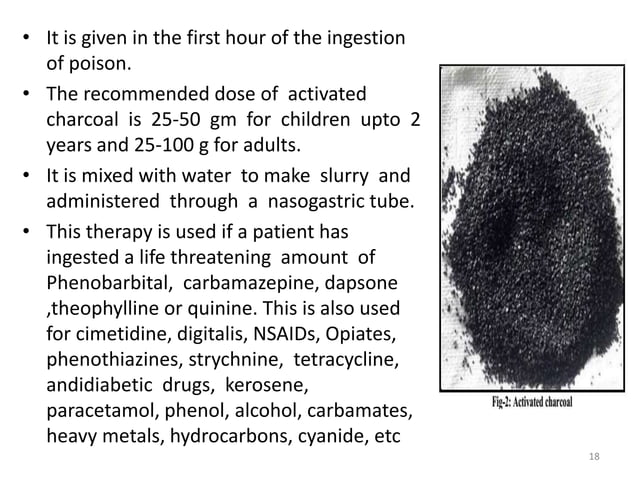 • It is given in the first hour of the ingestion
of poison.
• The recommended dose of activated
charcoal is 25-50 gm for children upto 2
years and 25-100 g for adults.
• It is mixed with water to make slurry and
administered through a nasogastric tube.
• This therapy is used if a patient has
ingested a life threatening amount of
Phenobarbital, carbamazepine, dapsone
,theophylline or quinine. This is also used
for cimetidine, digitalis, NSAIDs, Opiates,
phenothiazines, strychnine, tetracycline,
andidiabetic drugs, kerosene,
paracetamol, phenol, alcohol, carbamates,
heavy metals, hydrocarbons, cyanide, etc
Fig-2: Activated charcoal
18